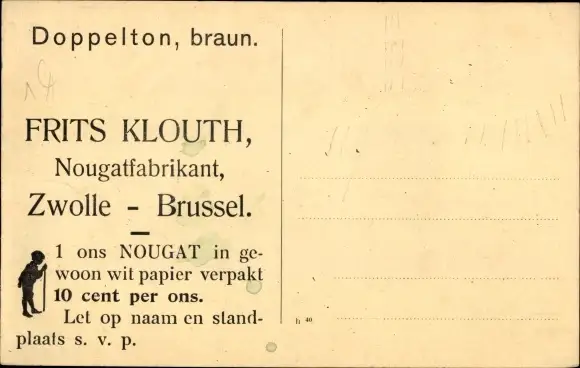 Doppelton, braun.
FRITS KLOUTH,
Nougatfabrikant,
Zwolle - Brussel.
1 ons NOUGAT in ge-
woon wit papier verpakt
10 cent per ons.
Let op naam en stand-
plaats s. v. p.
h 40